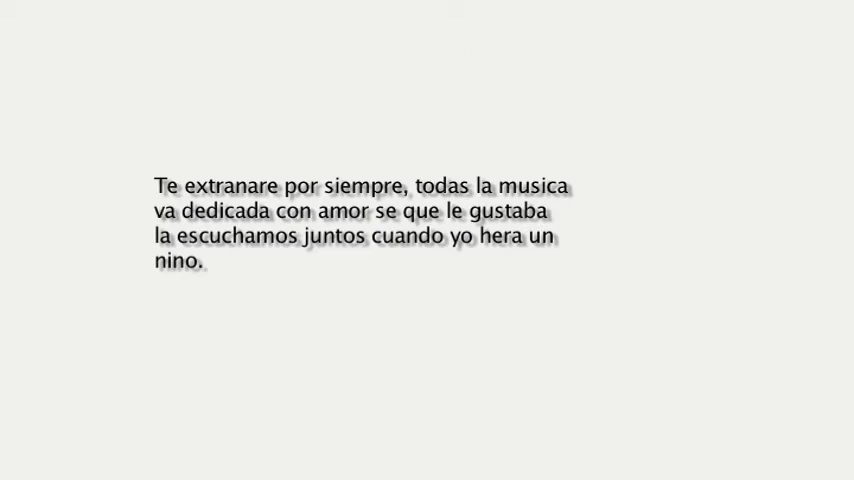 Te extranare por siempre, todas la musica
va dedicada con amor se que le gustaba
la escuchamos juntos cuando yo hera un
nino.